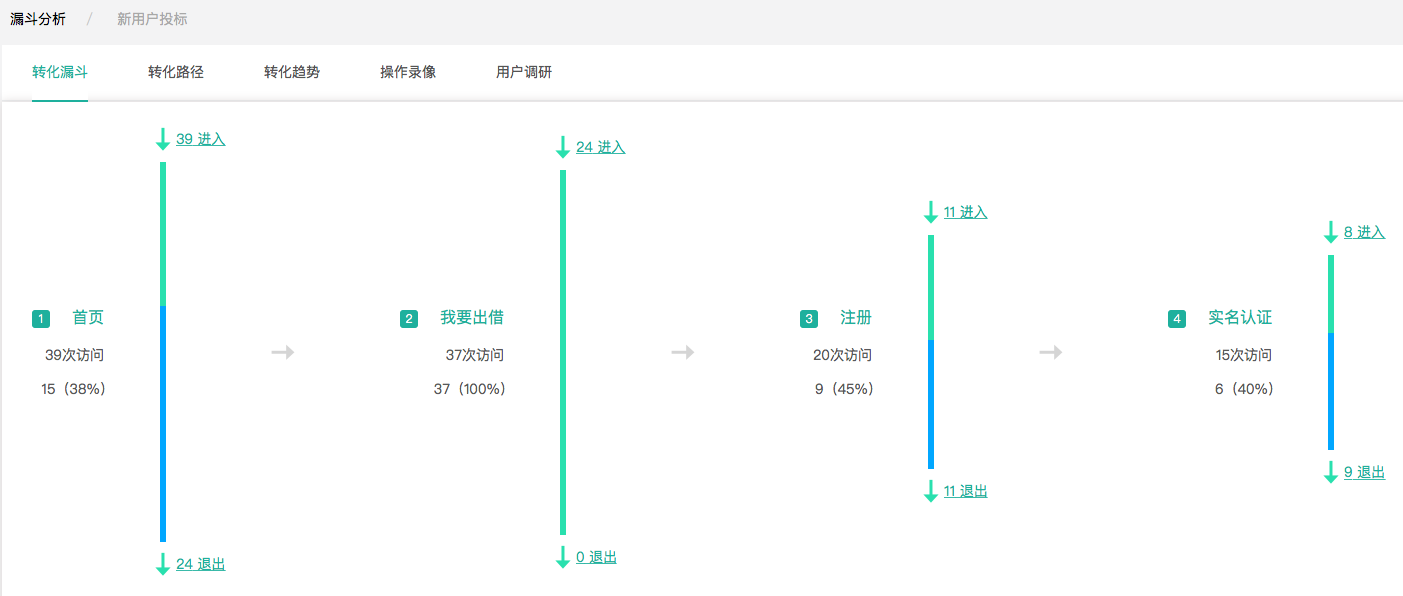 漏斗分析 / 新用户投标
转化漏斗 转化路径 转化趋势 操作录像 用户调研
39 进入
1 首页
39次访问
15（38%）
24 退出
24 进入
2 我要出借
37次访问
37（100%）
0 退出
11 进入
3 注册
20次访问
9（45%）
11 退出
8 进入
4 实名认证
15次访问
6（40%）
9 退出